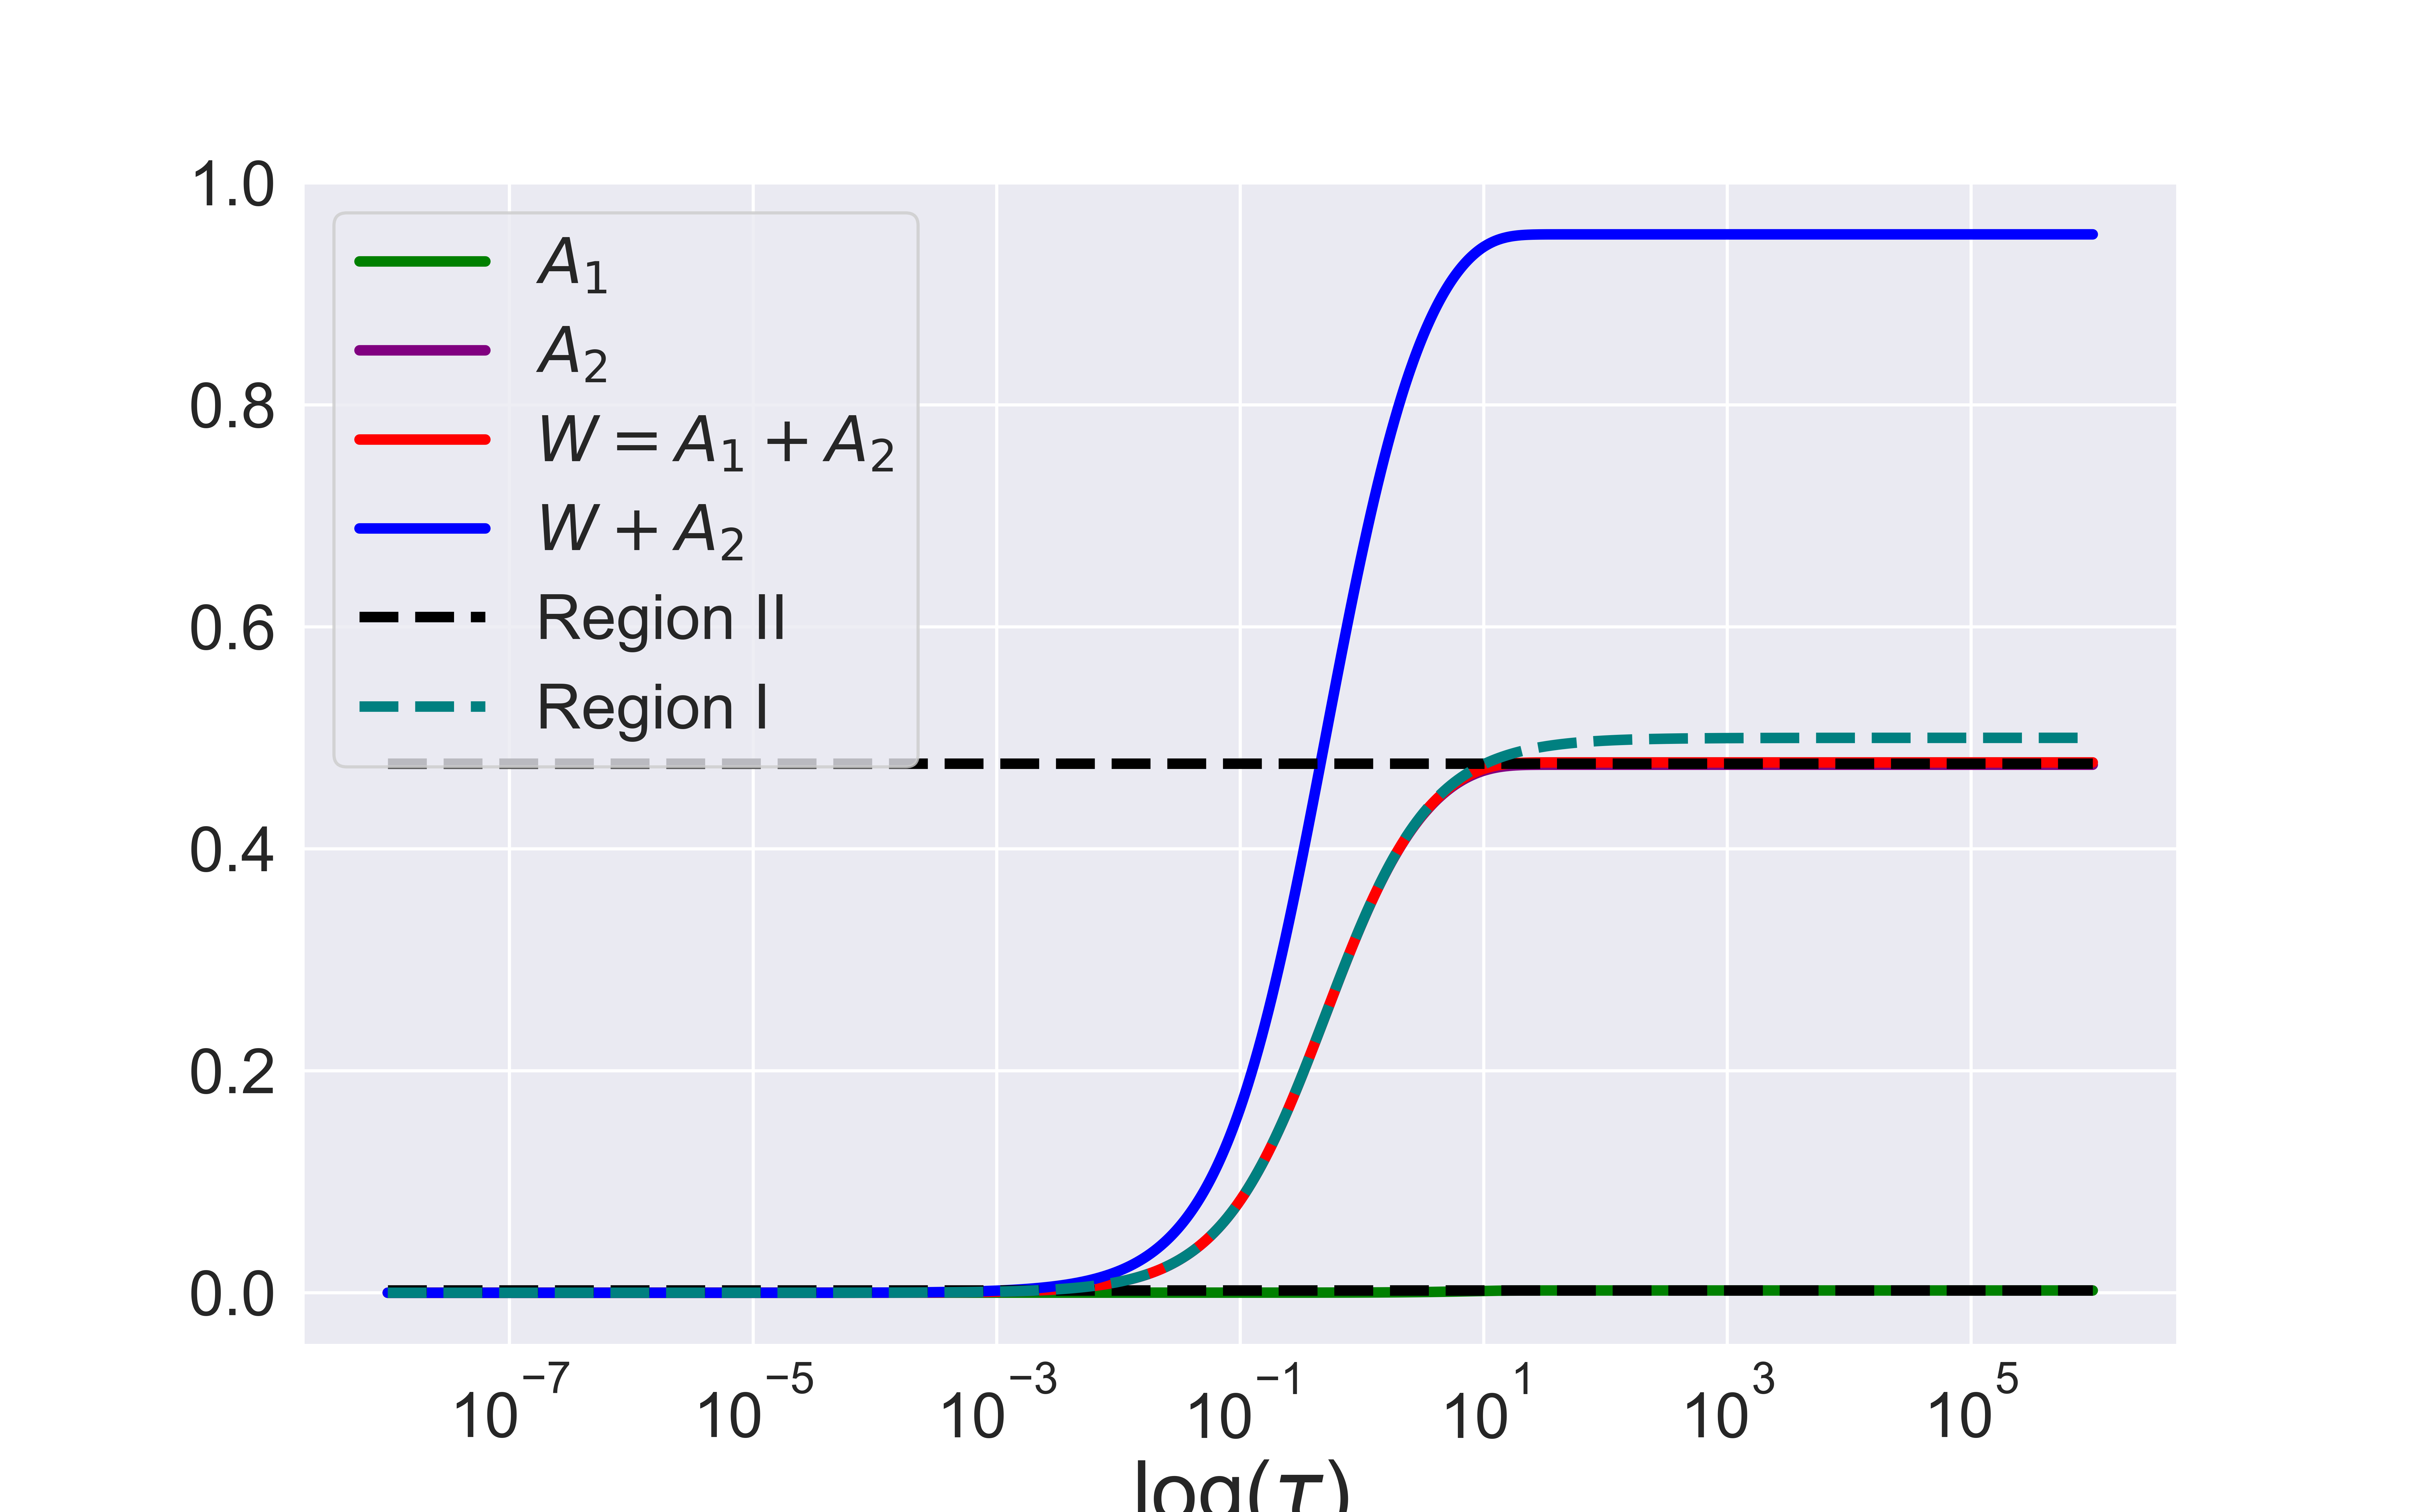 1.0
0.8
0.6
0.4
0.2
0.0
A₁
A₂
W = A₁ + A₂
W + A₂
Region II
Region I
10⁻⁷ 10⁻⁵ 10⁻³ 10⁻¹ 10¹ 10³ 10⁵
log(τ)